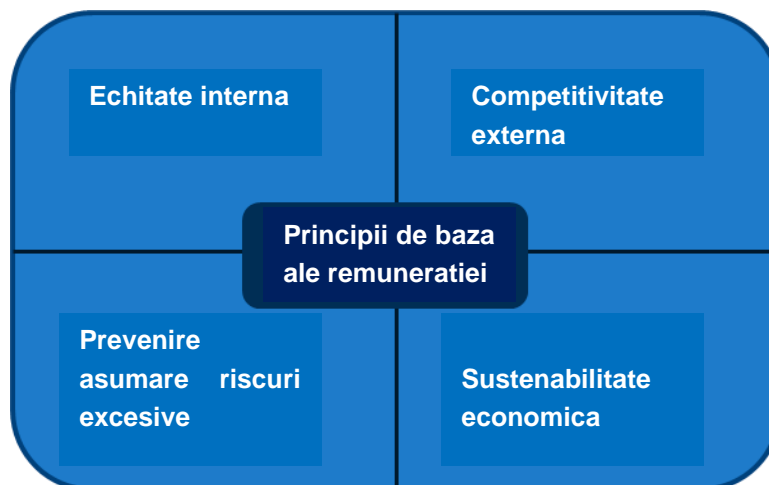 Echitate interna
Competitivitate
externa
Principii de baza
ale remuneratiei
Prevenire
asumare riscuri
excesive
Sustenabilitate
economica